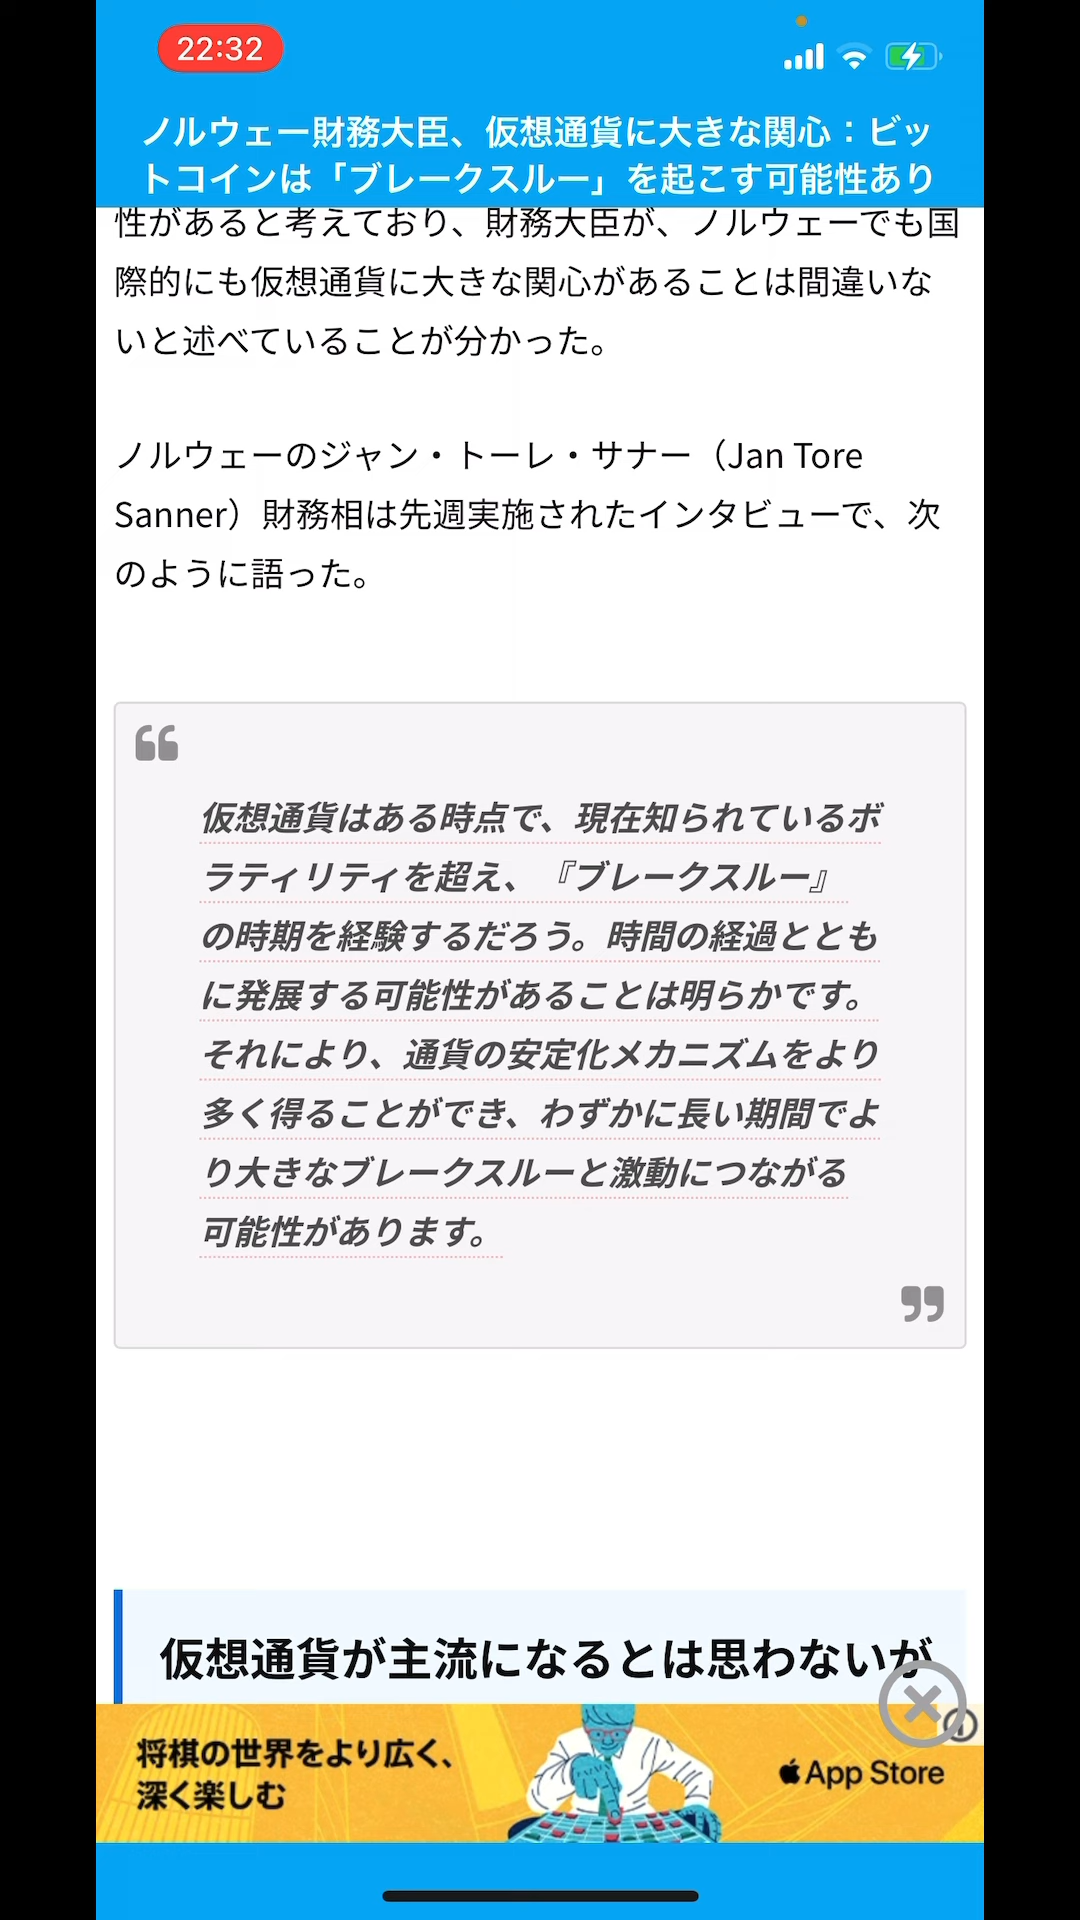 22:32
ノルウェー財務大臣、仮想通貨に大きな関心：ビッ
トコインは「ブレークスルー」を起こす可能性あり
性があると考えており、財務大臣が、ノルウェーでも国
際的にも仮想通貨に大きな関心があることは間違いな
いと述べていることが分かった。
ノルウェーのジャン・トーレ・サナー（Jan Tore
Sanner）財務相は先週実施されたインタビューで、次
のように語った。
仮想通貨はある時点で、現在知られているボ
ラティリティを超え、『ブレークスルー』
の時期を経験するだろう。時間の経過ととも
に発展する可能性があることは明らかです。
それにより、通貨の安定化メカニズムをより
多く得ることができ、わずかに長い期間でよ
り大きなブレークスルーと激動につながる
可能性があります。
仮想通貨が主流になるとは思わないが
将棋の世界をより広く、
深く楽しむ
App Store